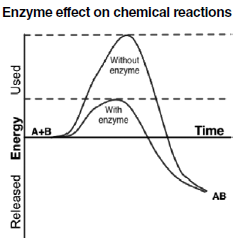 Enzyme effect on chemical reactions
Used
Without
enzyme
With
enzyme
A+B
Time
Energy
Released
AB